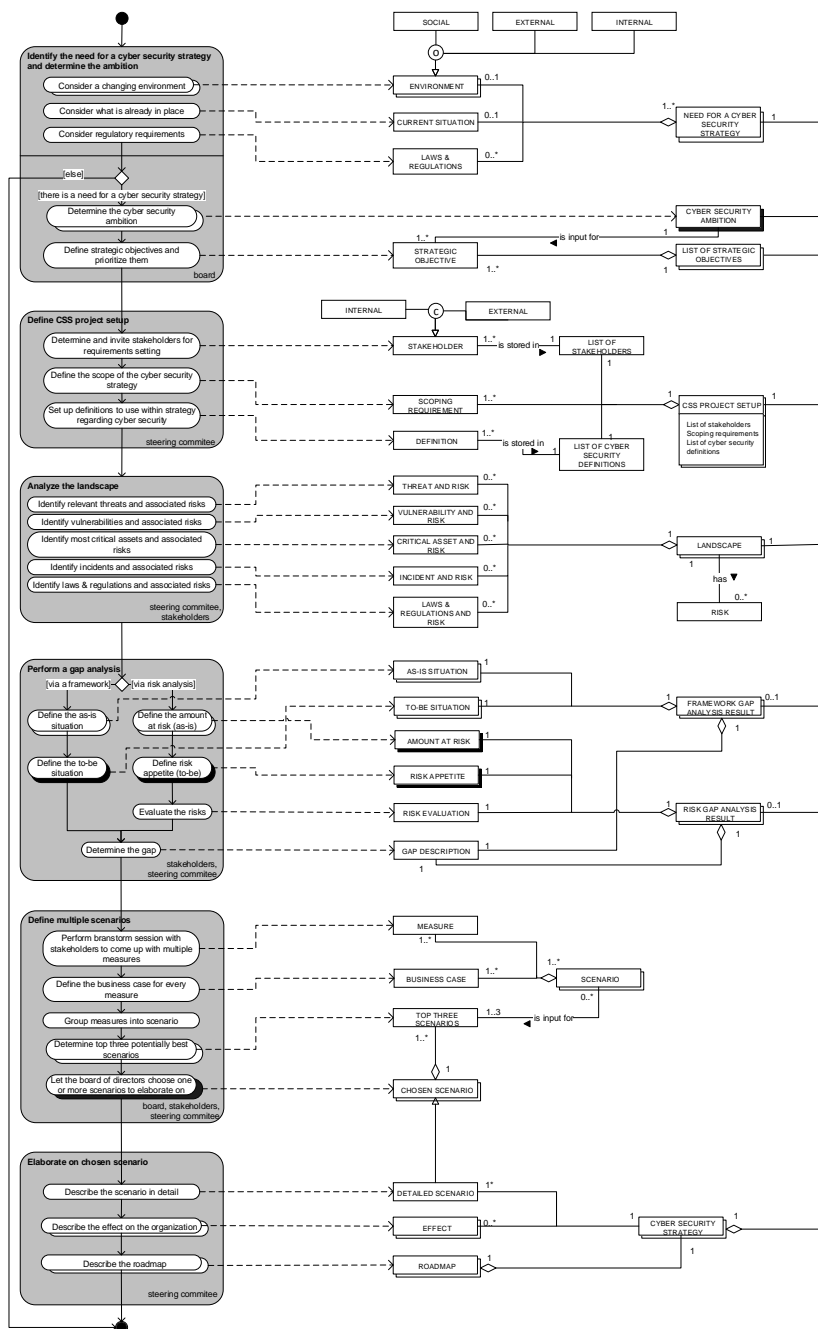 SOCIAL
EXTERNAL
INTERNAL
O
Identify the need for a cyber security strategy
and determine the ambition
Consider a changing environment
ENVIRONMENT
0..1
Consider what is already in place
CURRENT SITUATION
0..1
1..*
NEED FOR A CYBER
SECURITY
STRATEGY
1
Consider regulatory requirements
LAWS &
REGULATIONS
0..*
[else]
[there is a need for a cyber security strategy]
Determine the cyber security
ambition
CYBER SECURITY
AMBITION
1
1
1..*
is input for
Define strategic objectives and
prioritize them
STRATEGIC
OBJECTIVE
1..*
LIST OF STRATEGIC
OBJECTIVES
1
1
board
INTERNAL
C
EXTERNAL
Define CSS project setup
Determine and invite stakeholders for
requirements setting
STAKEHOLDER
1..*
is stored in
1
LIST OF
STAKEHOLDERS
1
Define the scope of the cyber security
strategy
SCOPING
REQUIREMENT
1..*
1
CSS PROJECT SETUP
1
List of stakeholders
Scoping requirements
List of cyber security
definitions
Set up definitions to use within strategy
regarding cyber security
DEFINITION
1..*
is stored in
1
1
LIST OF CYBER
SECURITY
DEFINITIONS
steering commitee
Analyze the landscape
Identify relevant threats and associated risks
THREAT AND RISK
0..*
Identify vulnerabilities and associated risks
VULNERABILITY AND
RISK
0..*
Identify most critical assets and associated
risks
CRITICAL ASSET AND
RISK
0..*
1
LANDSCAPE
1
1
has
0..*
RISK
Identify incidents and associated risks
INCIDENT AND RISK
0..*
Identify laws & regulations and associated risks
LAWS &
REGULATIONS AND
RISK
0..*
steering commitee,
stakeholders
Perform a gap analysis
[via a framework]
[via risk analysis]
AS-IS SITUATION
1
Define the as-is
situation
Define the amount
at risk (as-is)
TO-BE SITUATION
1
1
FRAMEWORK GAP
ANALYSIS RESULT
0..1
1
AMOUNT AT RISK
1
Define the to-be
situation
Define risk
appetite (to-be)
RISK APPETITE
1
Evaluate the risks
RISK EVALUATION
1
1
RISK GAP ANALYSIS
RESULT
0..1
1
Determine the gap
GAP DESCRIPTION
1
1
stakeholders,
steering commitee
Define multiple scenarios
Perform branstorm session with
stakeholders to come up with multiple
measures
MEASURE
1..*
Define the business case for every
measure
BUSINESS CASE
1..*
1..*
SCENARIO
0..*
Group measures into scenario
TOP THREE
SCENARIOS
1..3
is input for
1..*
Determine top three potentially best
scenarios
1
Let the board of directors choose one
or more scenarios to elaborate on
CHOSEN SCENARIO
board, stakeholders,
steering commitee
Elaborate on chosen scenario
Describe the scenario in detail
DETAILED SCENARIO
1*
Describe the effect on the organization
EFFECT
0..*
1
CYBER SECURITY
STRATEGY
1
1
Describe the roadmap
ROADMAP
1
steering commitee